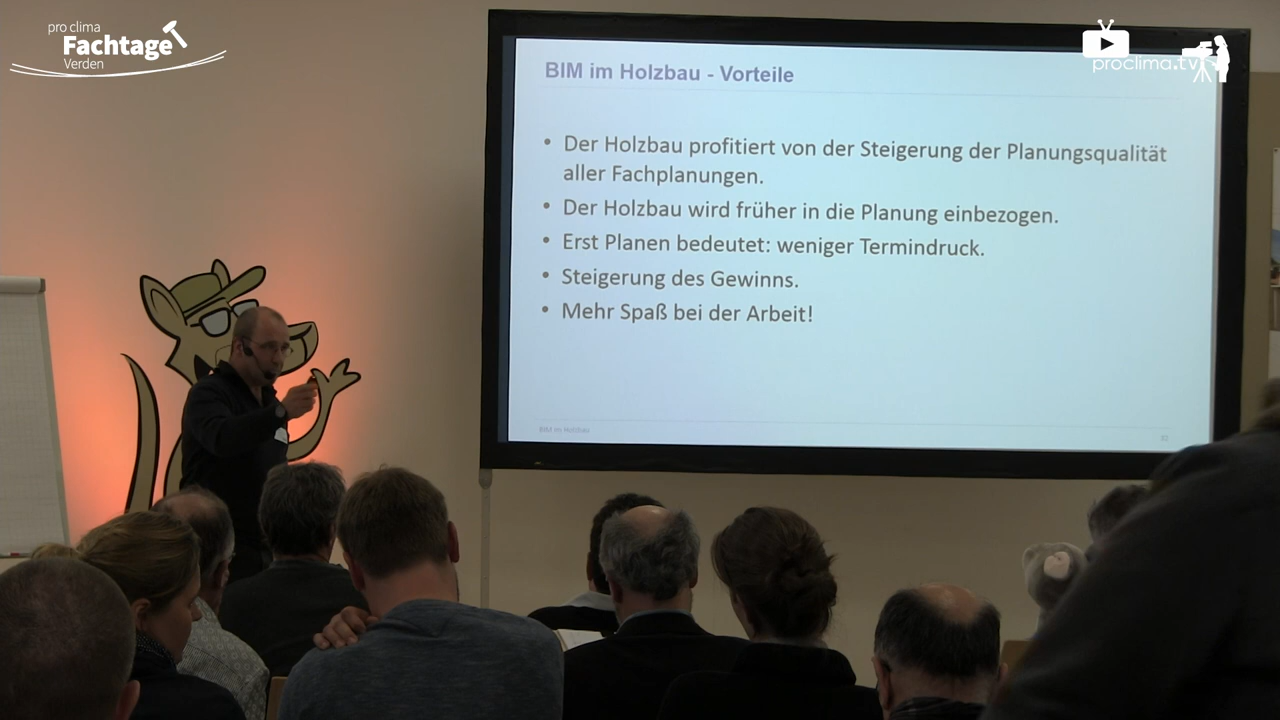 pro clima
Fachtage
Verden
proclima.tv
BIM im Holzbau - Vorteile
• Der Holzbau profitiert von der Steigerung der Planungsqualität
aller Fachplanungen.
• Der Holzbau wird früher in die Planung einbezogen.
• Erst Planen bedeutet: weniger Termindruck.
• Steigerung des Gewinns.
• Mehr Spaß bei der Arbeit!
BIM im Holzbau